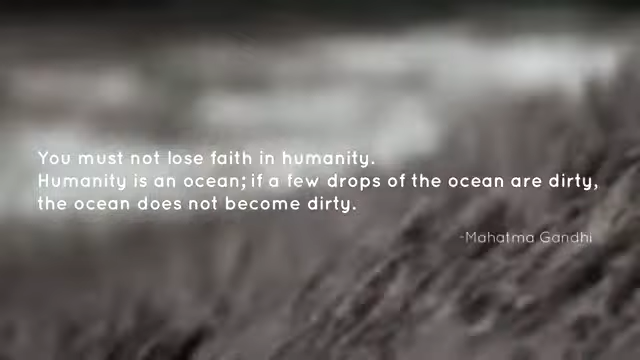 You must not lose faith in humanity.
Humanity is an ocean; if a few drops of the ocean are dirty,
the ocean does not become dirty.
-Mahatma Gandhi